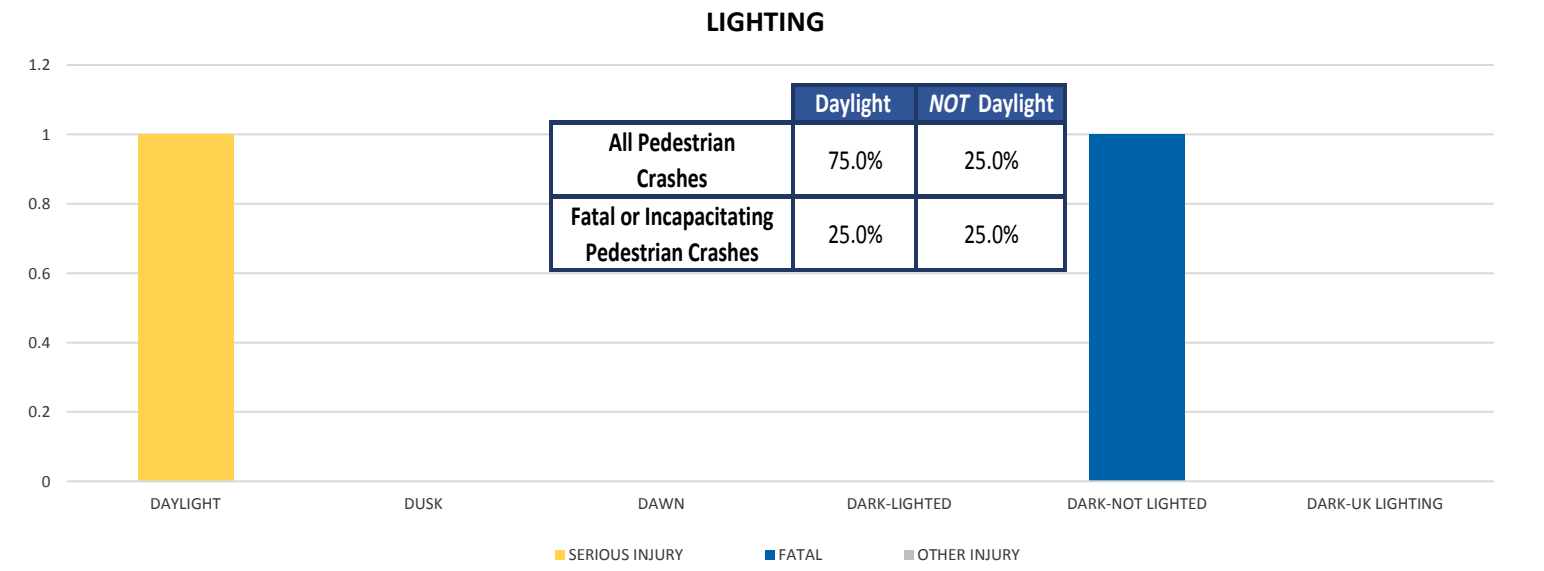 LIGHTING
1.2
1
0.8
0.6
0.4
0.2
0
Daylight NOT Daylight
All Pedestrian
Crashes
75.0% 25.0%
Fatal or Incapacitating
Pedestrian Crashes
25.0% 25.0%
DAYLIGHT DUSK DAWN DARK-LIGHTED DARK-NOT LIGHTED DARK-UK LIGHTING
SERIOUS INJURY FATAL OTHER INJURY